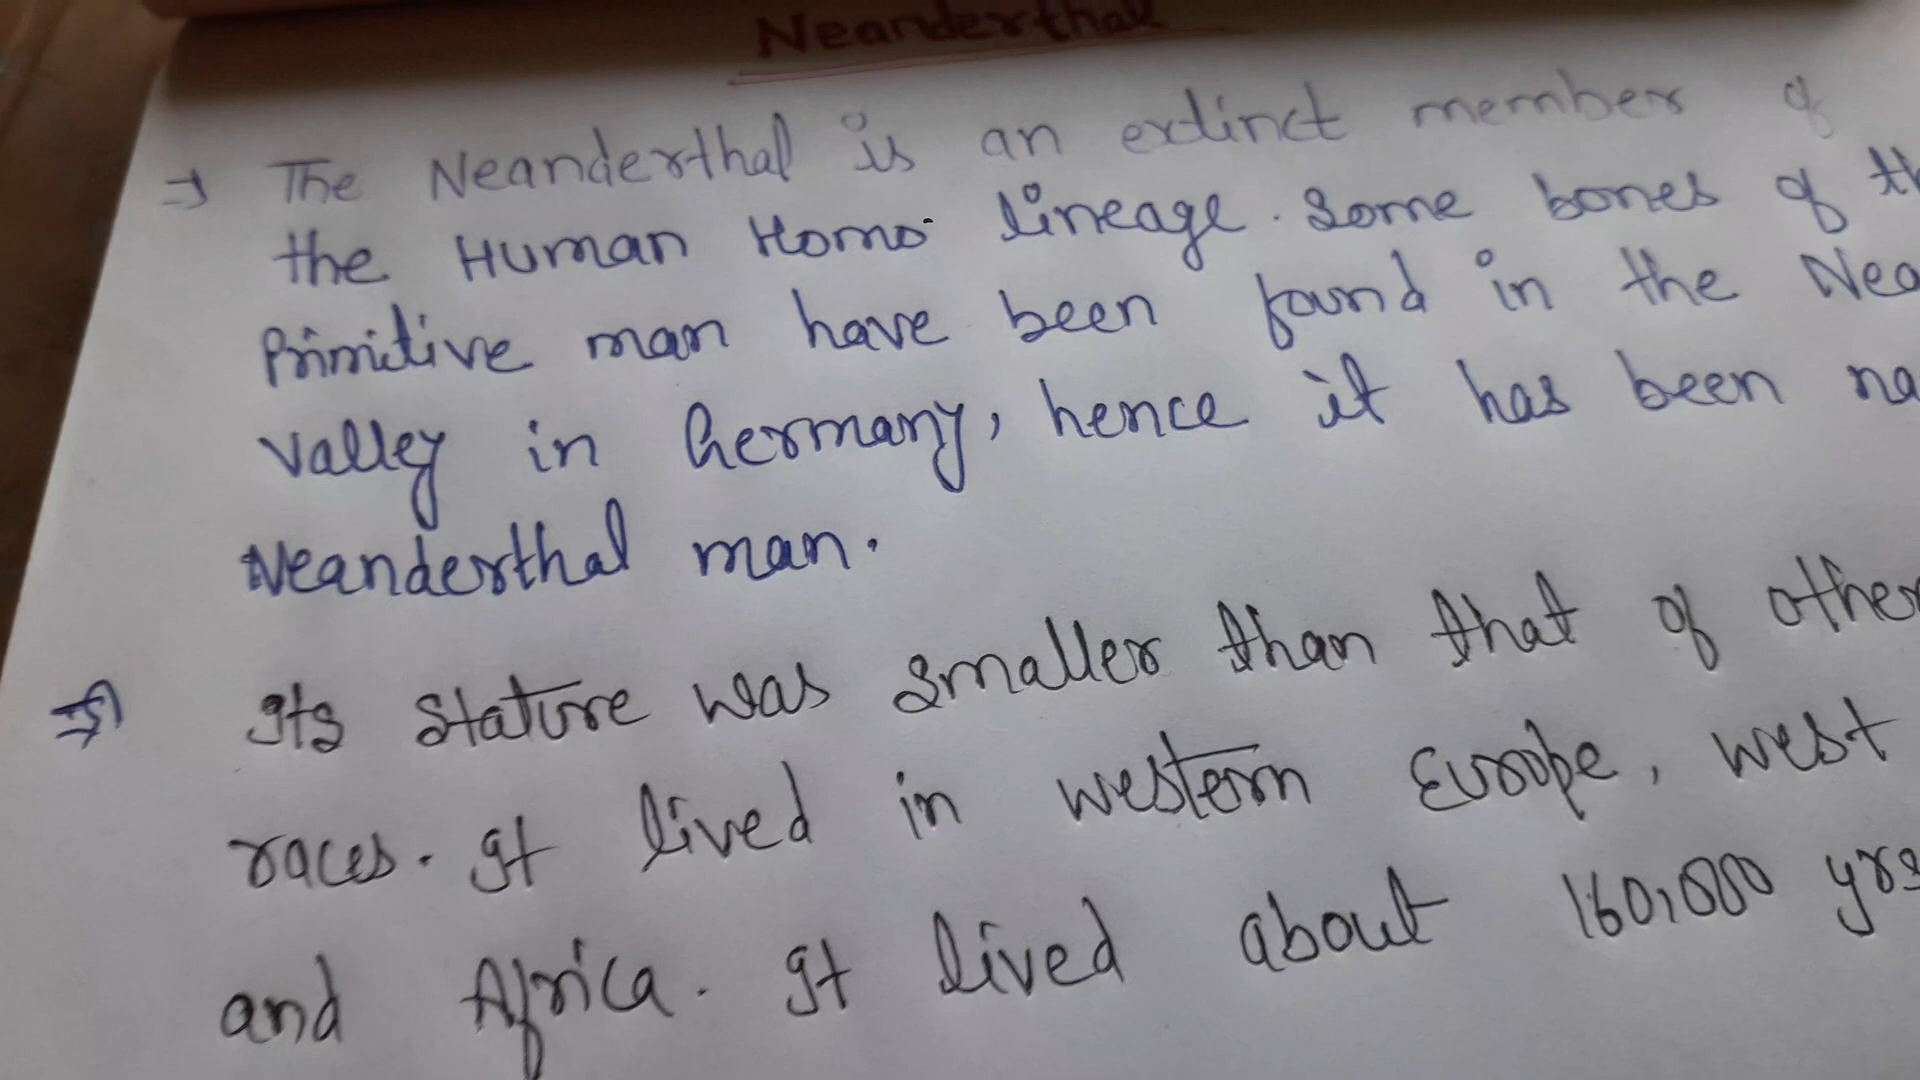 Neanderthal
⇒ The Neanderthal is an extinct member of
the Human Homo lineage. Some bones of th
Primitive man have been found in the Nea
valley in Germany, hence it has been na
Neanderthal man.
⇒ Its stature was smaller than that of other
races. It lived in western Europe, west
and Africa. It lived about 160,000 yrs